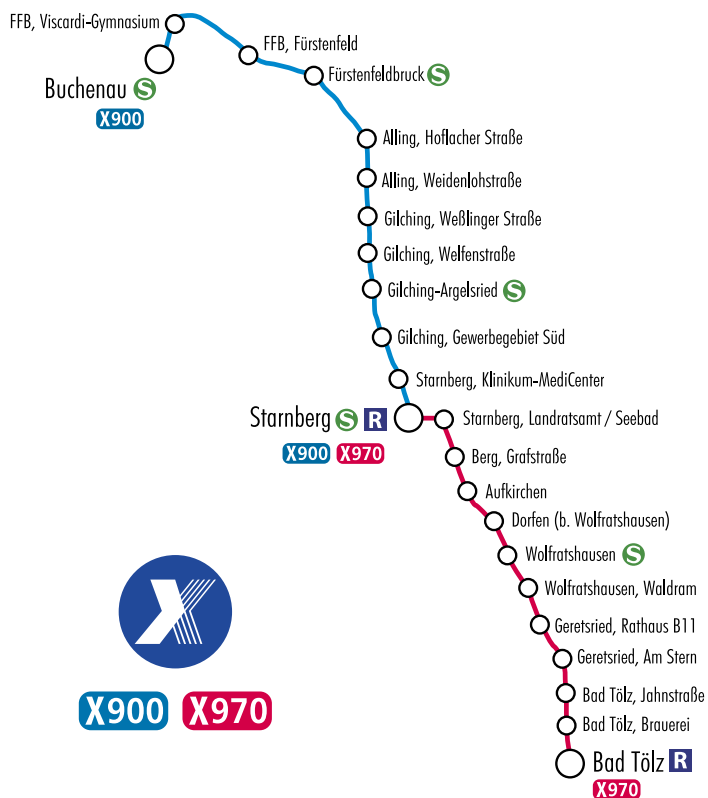 FFB, Viscardi-Gymnasium
FFB, Fürstenfeld
Fürstenfeldbruck S
Buchenau S
X900
Alling, Hoflacher Straße
Alling, Weidenlohstraße
Gilching, Weßlinger Straße
Gilching, Welfenstraße
Gilching-Argelsried S
Gilching, Gewerbegebiet Süd
Starnberg, Klinikum-MediCenter
Starnberg S R
X900 X970
Starnberg, Landratsamt / Seebad
Berg, Grafstraße
Aufkirchen
Dorfen (b. Wolfratshausen)
Wolfratshausen S
Wolfratshausen, Waldram
Geretsried, Rathaus B11
Geretsried, Am Stern
Bad Tölz, Jahnstraße
Bad Tölz, Brauerei
Bad Tölz R
X970
X
X900 X970